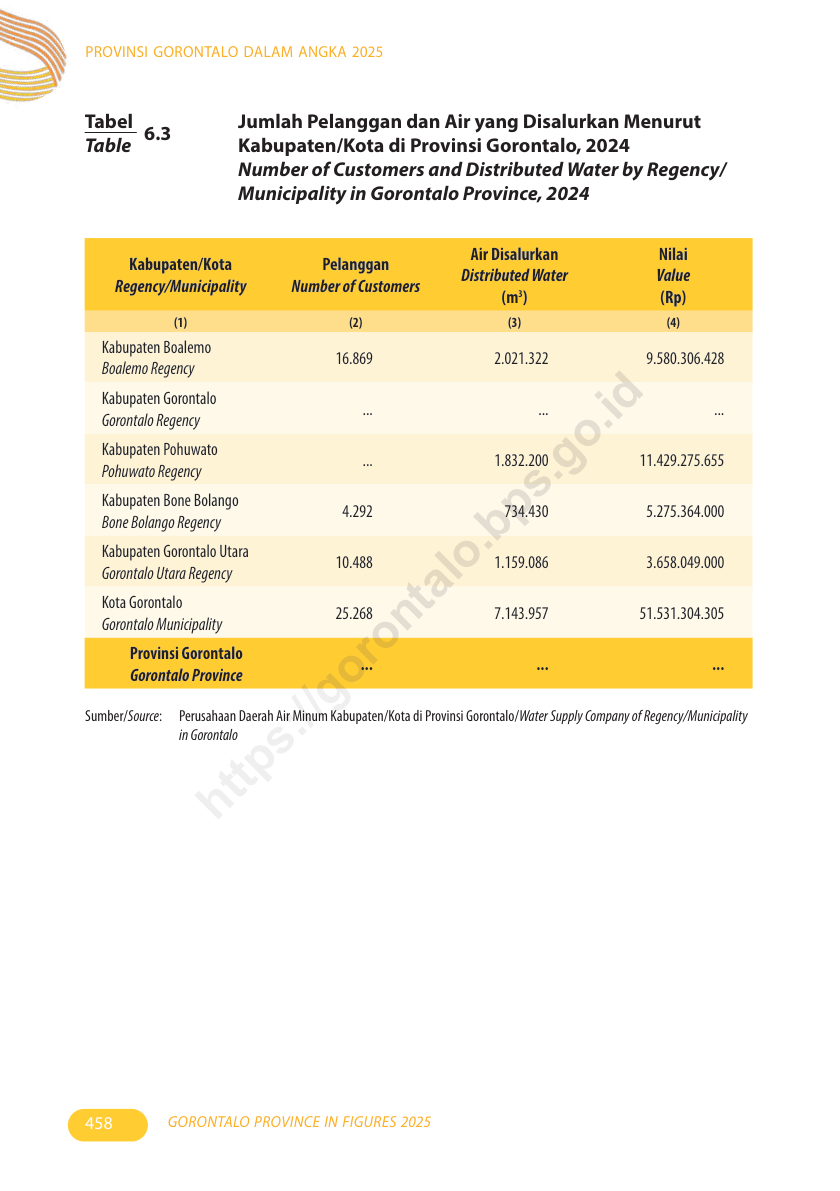 PROVINSI GORONTALO DALAM ANGKA 2025
Tabel
Table
6.3
Jumlah Pelanggan dan Air yang Disalurkan Menurut
Kabupaten/Kota di Provinsi Gorontalo, 2024
Number of Customers and Distributed Water by Regency/
Municipality in Gorontalo Province, 2024
Kabupaten/Kota
Regency/Municipality
Pelanggan
Number of Customers
Air Disalurkan
Distributed Water
(m³)
Nilai
Value
(Rp)
(1) (2) (3) (4)
Kabupaten Boalemo
Boalemo Regency
16.869 2.021.322 9.580.306.428
Kabupaten Gorontalo
Gorontalo Regency
... ... ...
Kabupaten Pohuwato
Pohuwato Regency
... 1.832.200 11.429.275.655
Kabupaten Bone Bolango
Bone Bolango Regency
4.292 734.430 5.275.364.000
Kabupaten Gorontalo Utara
Gorontalo Utara Regency
10.488 1.159.086 3.658.049.000
Kota Gorontalo
Gorontalo Municipality
25.268 7.143.957 51.531.304.305
Provinsi Gorontalo
Gorontalo Province
... ... ...
Sumber/Source: Perusahaan Daerah Air Minum Kabupaten/Kota di Provinsi Gorontalo/Water Supply Company of Regency/Municipality
in Gorontalo
https://gorontalo.bps.go.id
458
GORONTALO PROVINCE IN FIGURES 2025